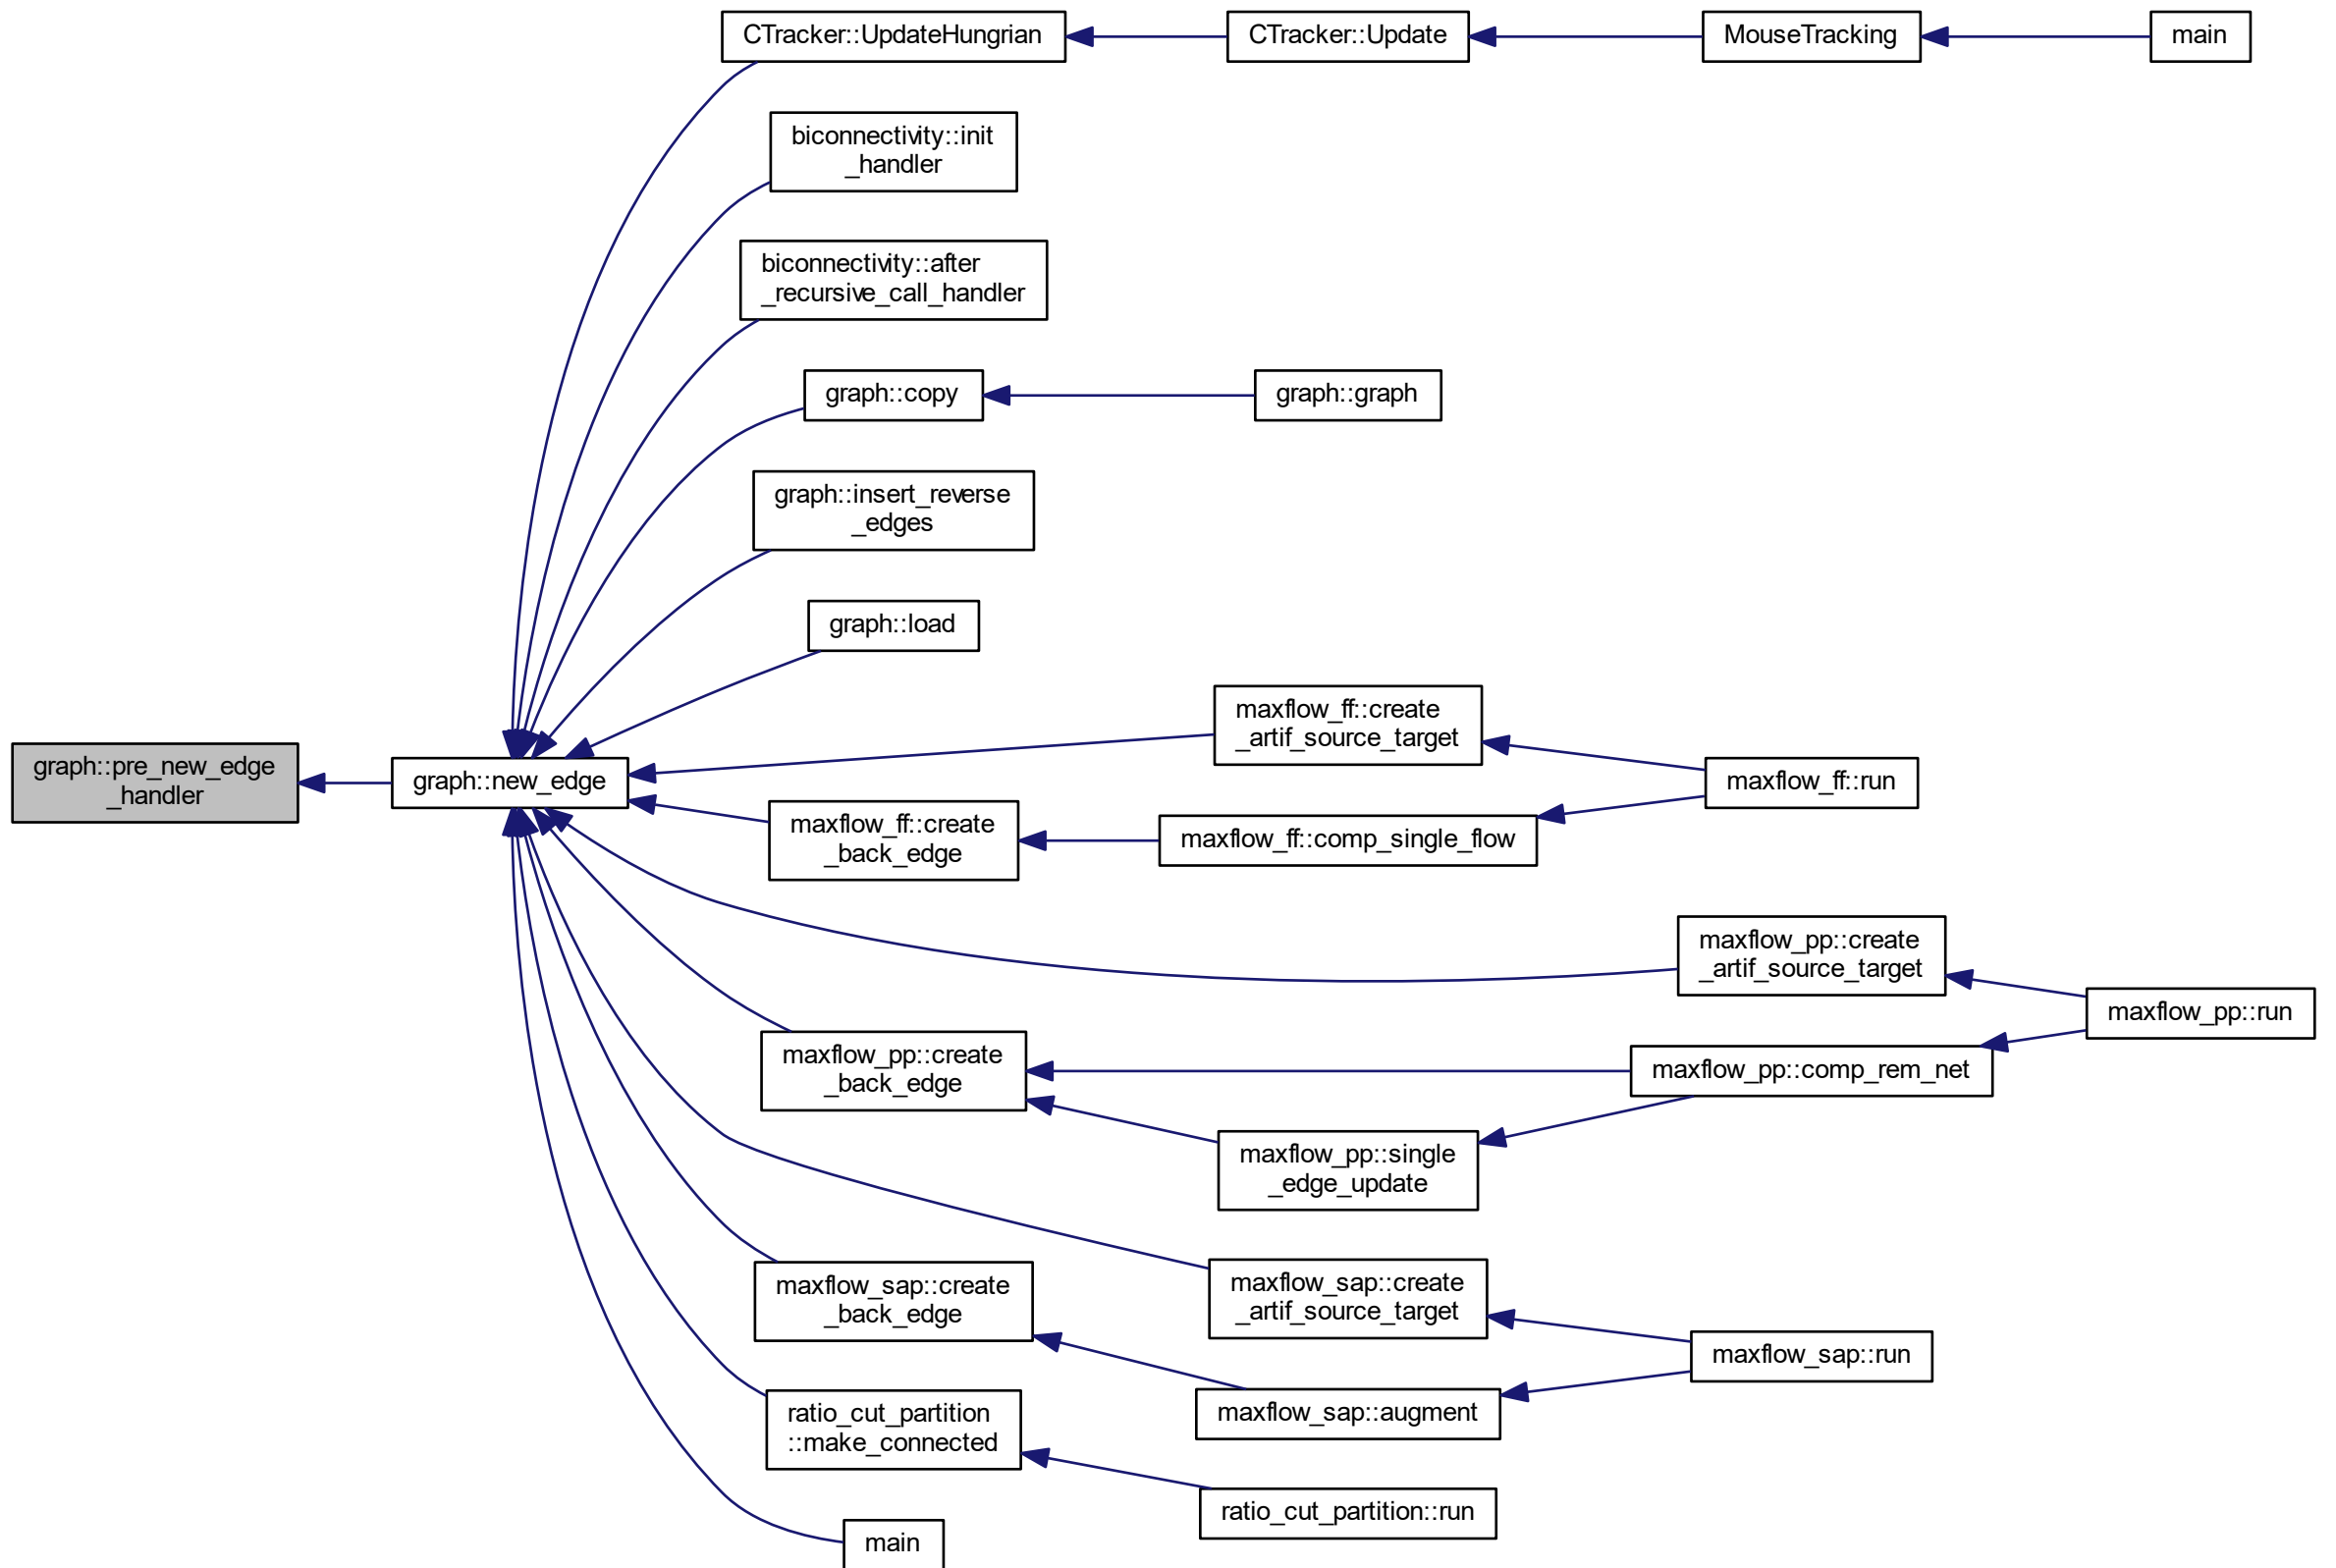 CTracker::UpdateHungrian
CTracker::Update
MouseTracking
main
biconnectivity::init
_handler
biconnectivity::after
_recursive_call_handler
graph::copy
graph::graph
graph::insert_reverse
_edges
graph::load
maxflow_ff::create
_artif_source_target
graph::pre_new_edge
_handler
graph::new_edge
maxflow_ff::run
maxflow_ff::create
_back_edge
maxflow_ff::comp_single_flow
maxflow_pp::create
_artif_source_target
maxflow_pp::run
maxflow_pp::create
_back_edge
maxflow_pp::comp_rem_net
maxflow_pp::single
_edge_update
maxflow_sap::create
_back_edge
maxflow_sap::create
_artif_source_target
maxflow_sap::run
maxflow_sap::augment
ratio_cut_partition
::make_connected
ratio_cut_partition::run
main